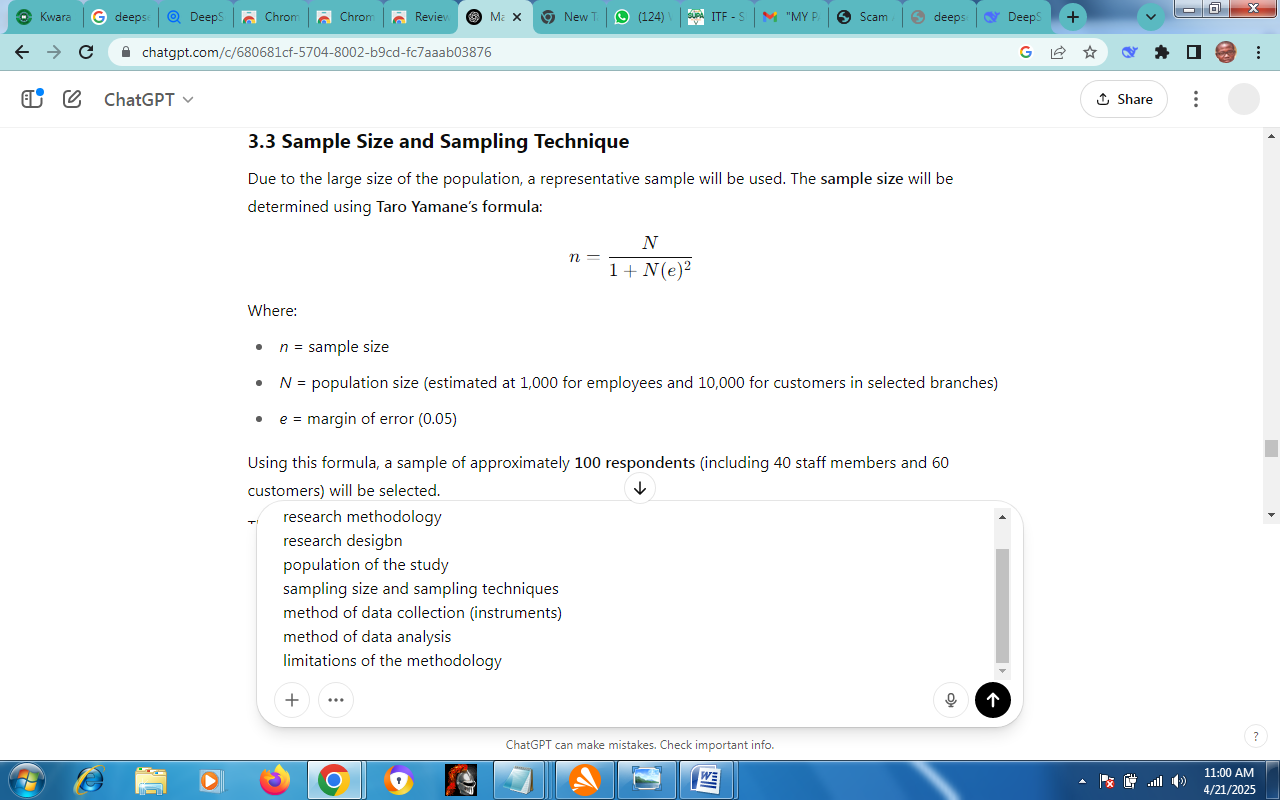 Kwara
deeps
DeepS
Chrom
Chrom
Review
Ma
New T
(124)
ITF - S
"MY P
Scam
deeps
DeepS
chatgpt.com/c/680681cf-5704-8002-b9cd-fc7aaab03876
ChatGPT
Share
3.3 Sample Size and Sampling Technique
Due to the large size of the population, a representative sample will be used. The sample size will be
determined using Taro Yamane's formula:
n = N / 1 + N(e)²
Where:
• n = sample size
• N = population size (estimated at 1,000 for employees and 10,000 for customers in selected branches)
• e = margin of error (0.05)
Using this formula, a sample of approximately 100 respondents (including 40 staff members and 60
customers) will be selected.
research methodology
research desigbn
population of the study
sampling size and sampling techniques
method of data collection (instruments)
method of data analysis
limitations of the methodology
ChatGPT can make mistakes. Check important info.
?
11:00 AM
4/21/2025